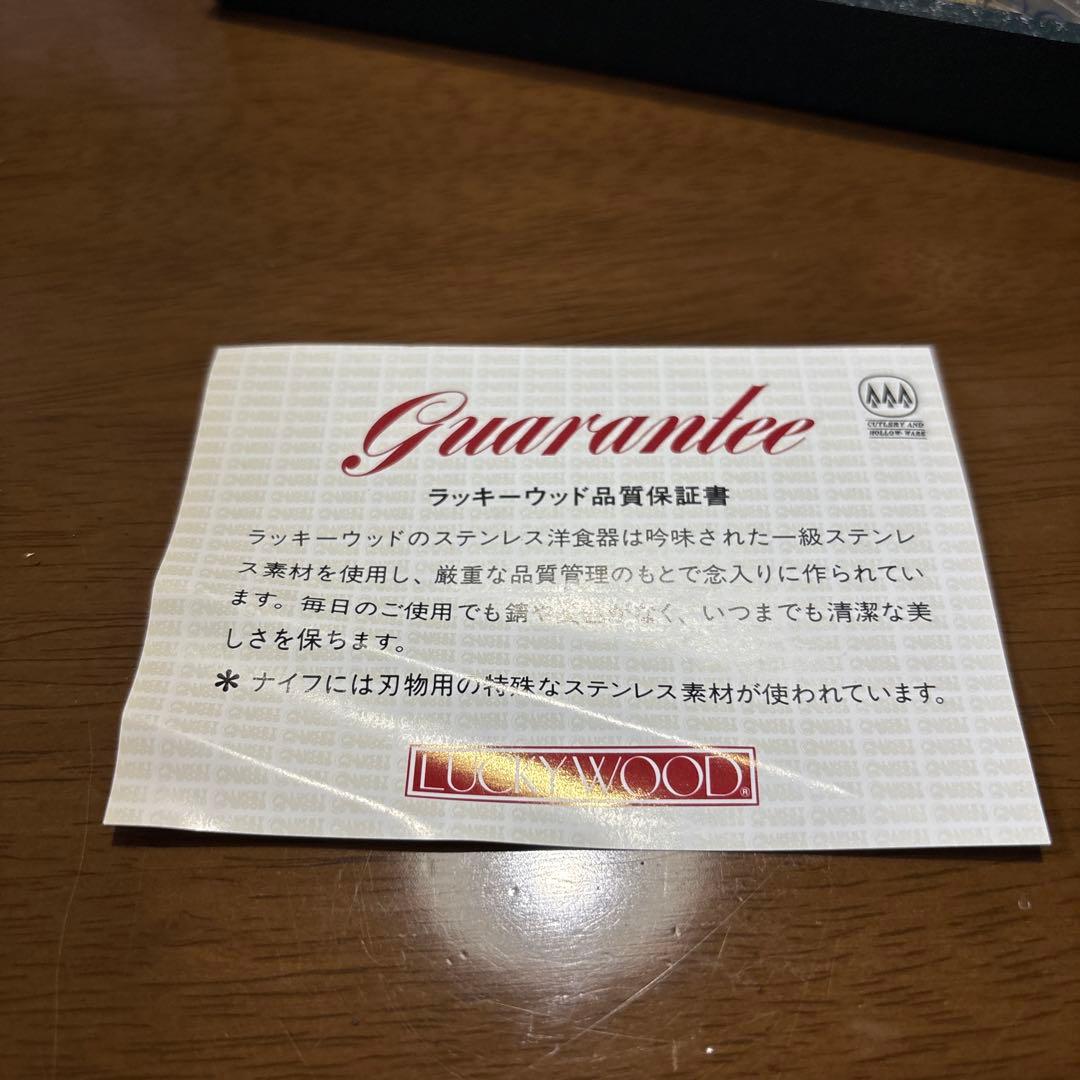 Guarantee
CUTLERY AND
HOLLOW-WARE
ラッキーウッド品質保証書
ラッキーウッドのステンレス洋食器は吟味された一級ステンレ
ス素材を使用し、厳重な品質管理のもとで念入りに作られてい
ます。毎日のご使用でも錆や がなく、いつまでも清潔な美
しさを保ちます。
＊ ナイフには刃物用の特殊なステンレス素材が使われています。
LUCKYWOOD®